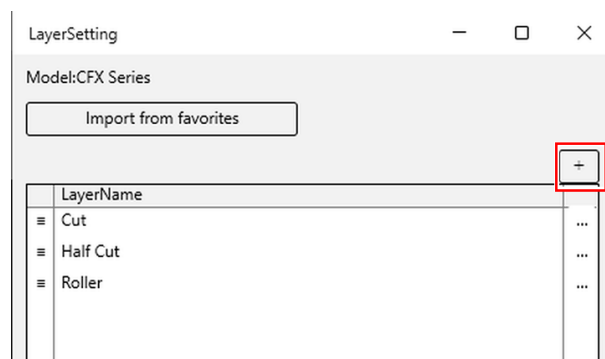 LayerSetting
Model:CFX Series
Import from favorites
+
LayerName
≡ Cut ...
≡ Half Cut ...
≡ Roller ...